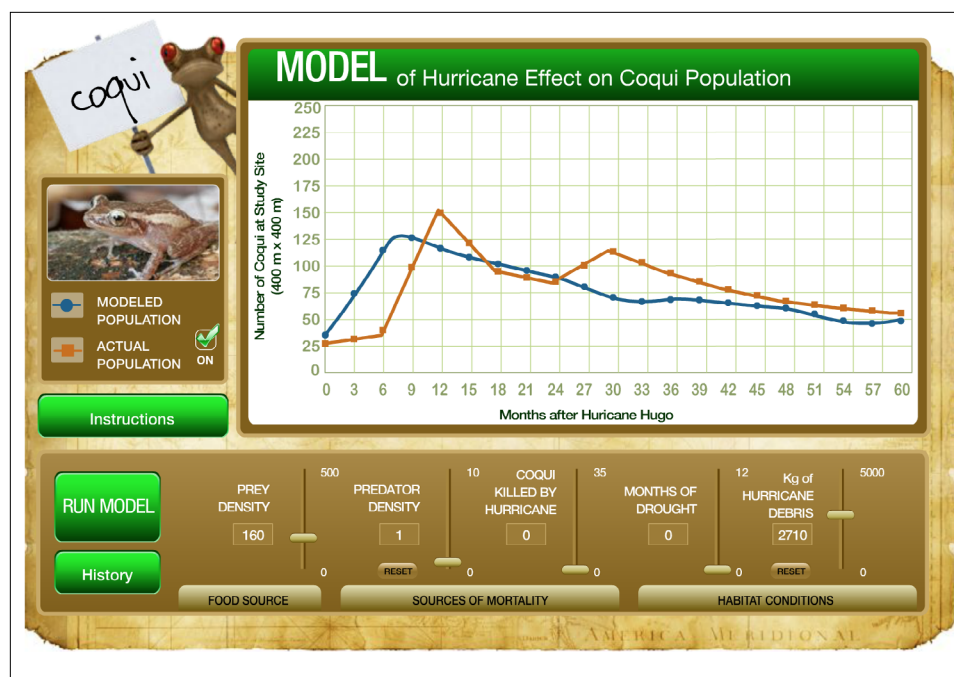 coqui
MODEL of Hurricane Effect on Coqui Population
Number of Coqui at Study Site
(400 m x 400 m)
250
225
200
175
150
125
100
75
50
25
0
0 3 6 9 12 15 18 21 24 27 30 33 36 39 42 45 48 51 54 57 60
Months after Huricane Hugo
MODELED
POPULATION
ACTUAL
POPULATION
ON
Instructions
RUN MODEL
History
PREY
DENSITY
160
500
0
FOOD SOURCE
PREDATOR
DENSITY
1
RESET
10
0
COQUI
KILLED BY
HURRICANE
0
35
0
SOURCES OF MORTALITY
MONTHS OF
DROUGHT
0
12
0
Kg of
HURRICANE
DEBRIS
2710
RESET
5000
0
HABITAT CONDITIONS
AMERICA MERIDIONAL